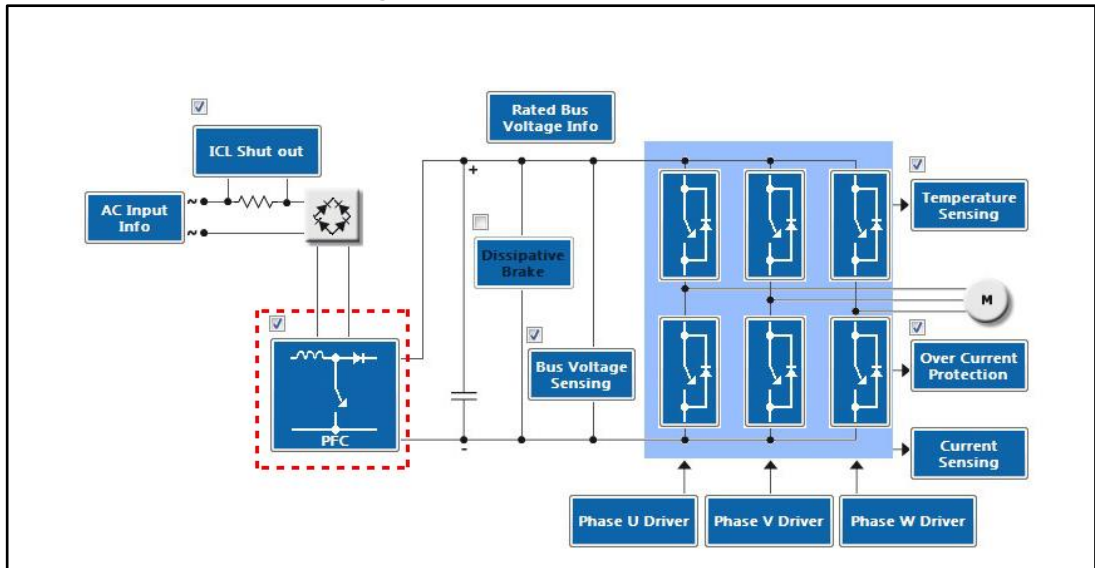 Rated Bus
Voltage Info
ICL Shut out
AC Input
Info
~
~
+
Temperature
Sensing
Dissipative
Brake
M
Bus Voltage
Sensing
Over Current
Protection
PFC
-
Current
Sensing
Phase U Driver
Phase V Driver
Phase W Driver